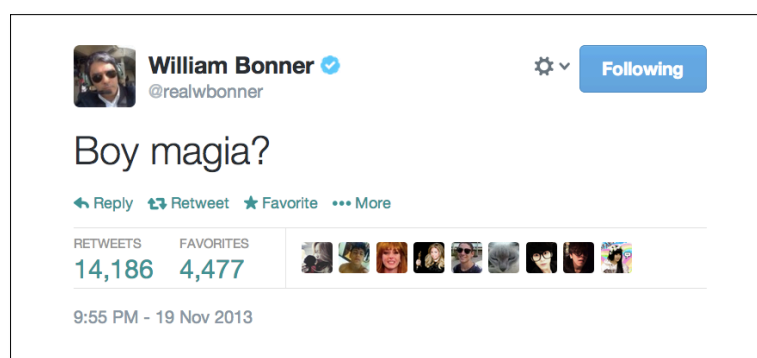 William Bonner
@realwbonner
Following
Boy magia?
Reply Retweet Favorite More
RETWEETS FAVORITES
14,186 4,477
9:55 PM - 19 Nov 2013